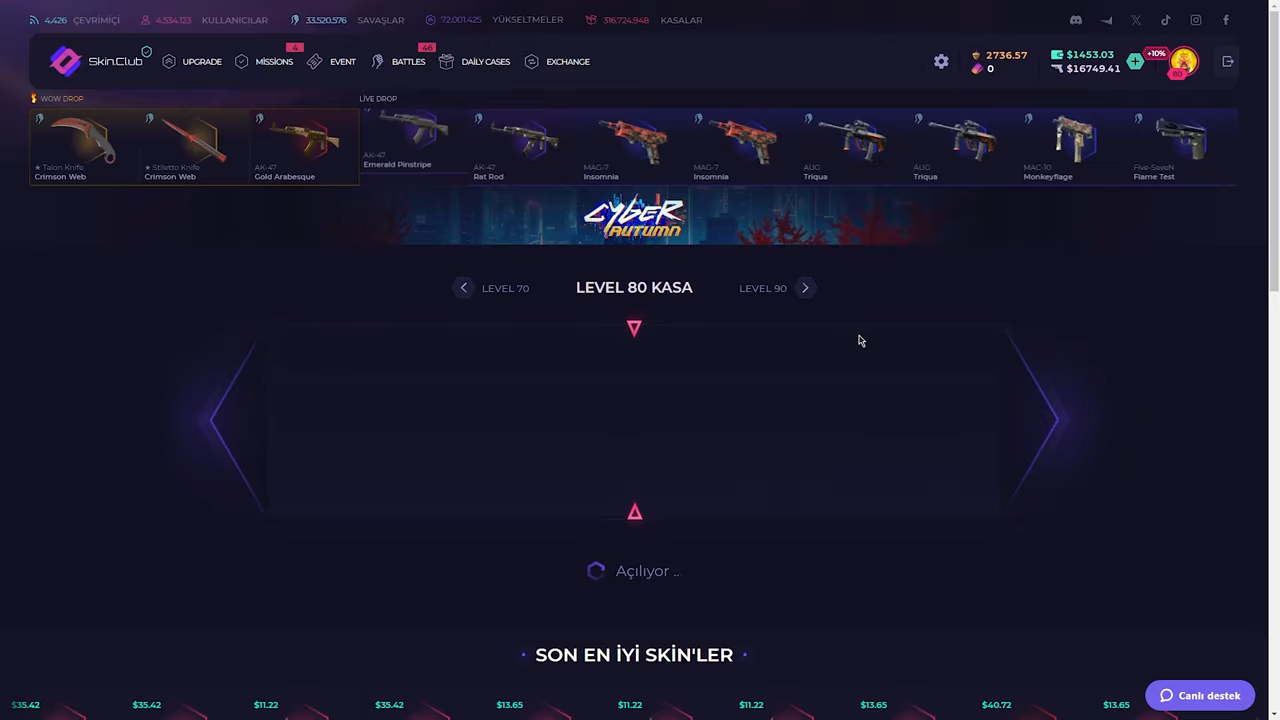 4.426 ÇEVRİMİÇİ 4.534.123 KULLANICILAR 33.520.576 SAVAŞLAR 72.001.425 YÜKSELTMELER 316.724.948 KASALAR
Skin.Club UPGRADE 4 MISSIONS EVENT 46 BATTLES DAILY CASES EXCHANGE
2736.57 $1453.03 +10%
0 $16749.41 80
WOW DROP LİVE DROP
★ Talon Knife ★ Stiletto Knife AK-47 AK-47 AK-47 MAG-7 MAG-7 AUG AUG MAC-10 Five-SeveN
Crimson Web Crimson Web Gold Arabesque Emerald Pinstripe Rat Rod Insomnia Insomnia Triqua Triqua Monkeyflage Flame Test
CYBER
AUTUMN
LEVEL 70 LEVEL 80 KASA LEVEL 90
Açılıyor ..
· SON EN İYİ SKİN'LER ·
Canlı destek
$35.42 $35.42 $11.22 $35.42 $13.65 $11.22 $11.22 $13.65 $40.72 $13.65